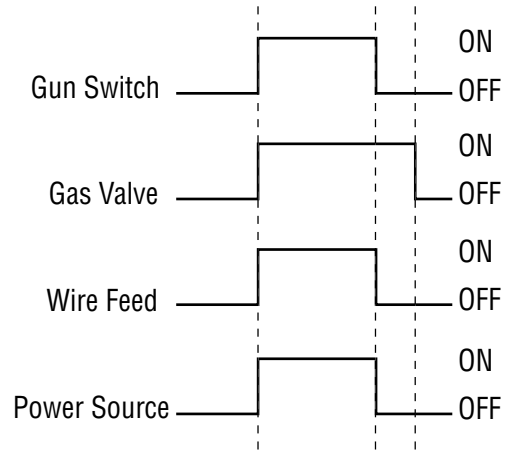 ON
Gun Switch OFF
ON
Gas Valve OFF
ON
Wire Feed OFF
ON
Power Source OFF